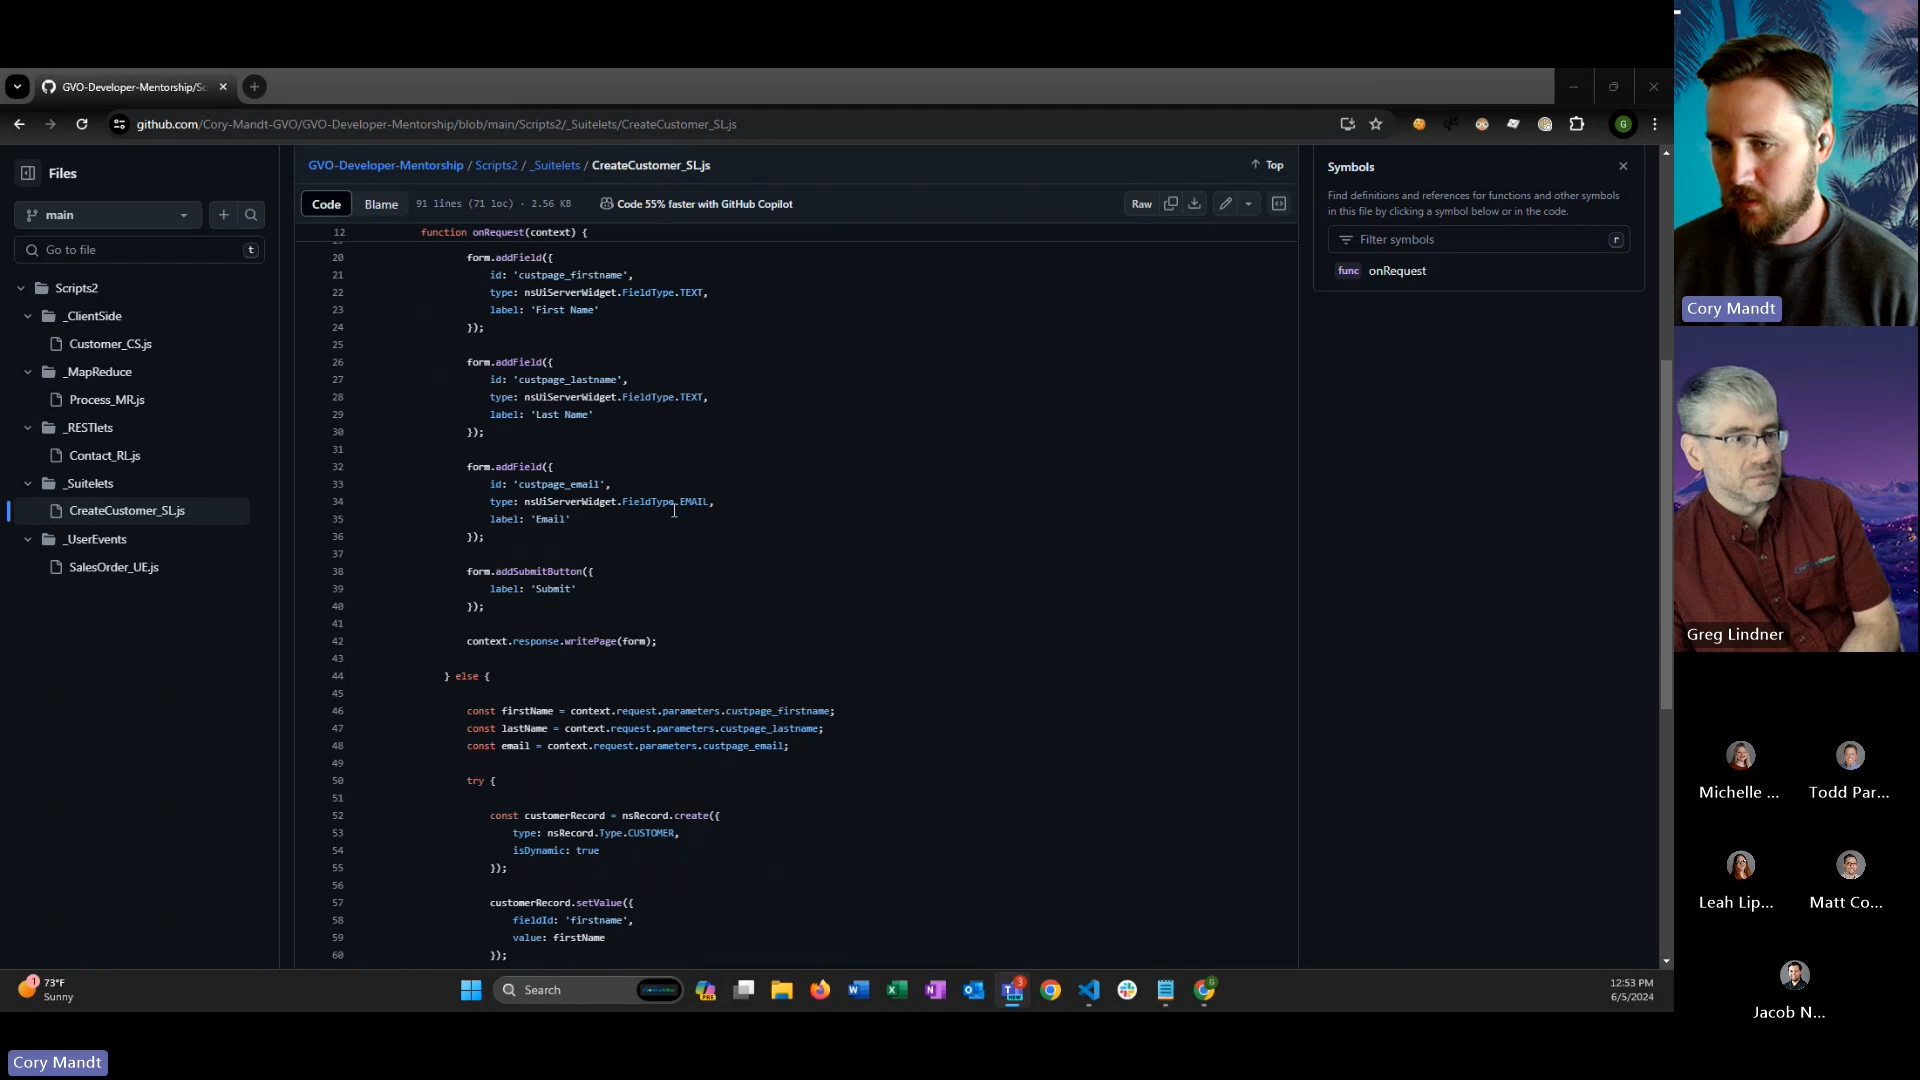 GVO-Developer-Mentorship/Sc
github.com/Cory-Mandt-GVO/GVO-Developer-Mentorship/blob/main/Scripts2/_Suitelets/CreateCustomer_SL.js
G
Files
main
Go to file
t
Scripts2
_ClientSide
Customer_CS.js
_MapReduce
Process_MR.js
_RESTlets
Contact_RL.js
_Suitelets
CreateCustomer_SL.js
_UserEvents
SalesOrder_UE.js
GVO-Developer-Mentorship / Scripts2 / _Suitelets / CreateCustomer_SL.js
Top
Code Blame 91 lines (71 loc) · 2.56 KB Code 55% faster with GitHub Copilot
Raw
12 function onRequest(context) {
20 form.addField({
21 id: 'custpage_firstname',
22 type: nsUiServerWidget.FieldType.TEXT,
23 label: 'First Name'
24 });
25
26 form.addField({
27 id: 'custpage_lastname',
28 type: nsUiServerWidget.FieldType.TEXT,
29 label: 'Last Name'
30 });
31
32 form.addField({
33 id: 'custpage_email',
34 type: nsUiServerWidget.FieldType.EMAIL,
35 label: 'Email'
36 });
37
38 form.addSubmitButton({
39 label: 'Submit'
40 });
41
42 context.response.writePage(form);
43
44 } else {
45
46 const firstName = context.request.parameters.custpage_firstname;
47 const lastName = context.request.parameters.custpage_lastname;
48 const email = context.request.parameters.custpage_email;
49
50 try {
51
52 const customerRecord = nsRecord.create({
53 type: nsRecord.Type.CUSTOMER,
54 isDynamic: true
55 });
56
57 customerRecord.setValue({
58 fieldId: 'firstname',
59 value: firstName
60 });
Symbols
Find definitions and references for functions and other symbols
in this file by clicking a symbol below or in the code.
Filter symbols
r
func onRequest
1
73°F
Sunny
Search
PRE
3
12:53 PM
6/5/2024
Cory Mandt
Greg Lindner
Michelle ...
Todd Par...
Leah Lip...
Matt Co...
Jacob N...
Cory Mandt